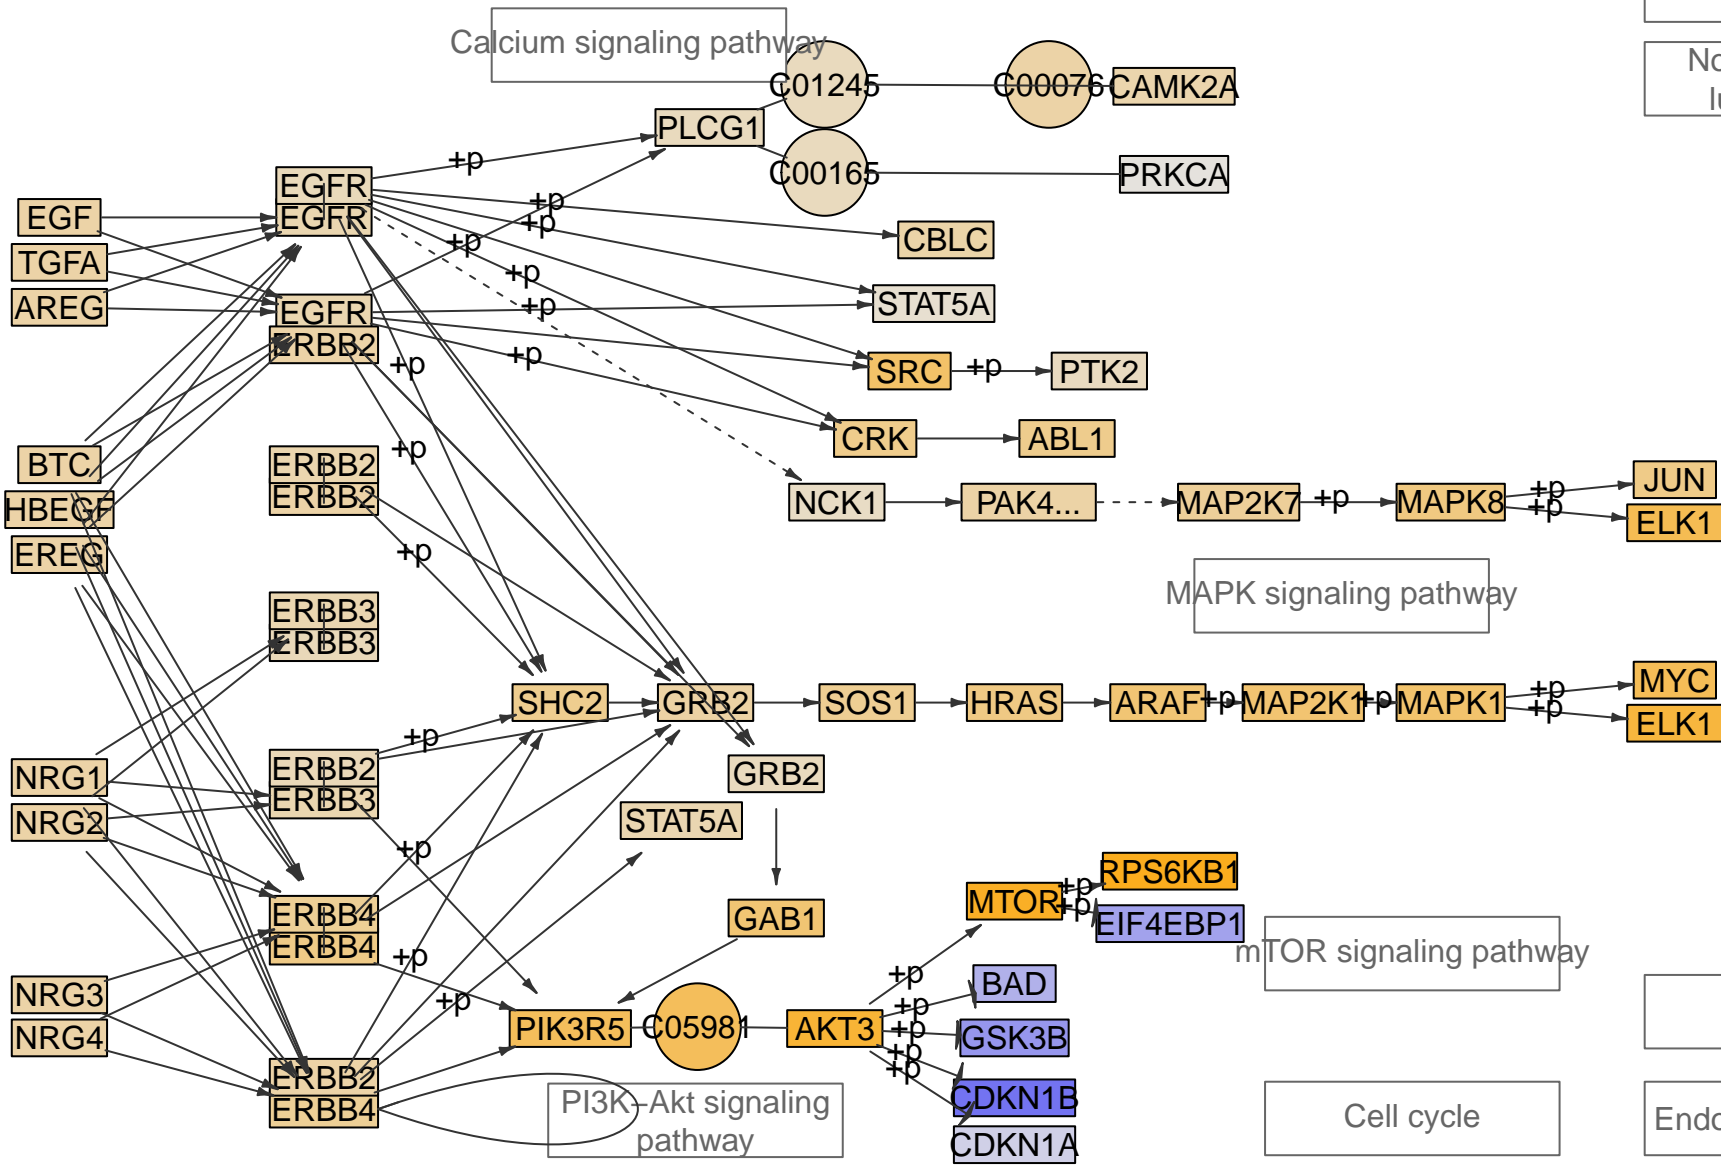 Calcium signaling pathway
C01245
C00076
CAMK2A
PLCG1
C00165
PRKCA
+p
EGFR
EGFR
EGF
+p
+p
CBLC
TGFA
+p
+p
AREG
EGFR
ERBB2
+p
STAT5A
+p
+p
SRC
+p
PTK2
CRK
ABL1
BTC
ERBB2
ERBB2
+p
HBEGF
NCK1
PAK4...
MAP2K7
+p
MAPK8
+p
+p
JUN
ELK1
EREG
+p
MAPK signaling pathway
ERBB3
ERBB3
SHC2
GRB2
SOS1
HRAS
ARAF
+p
MAP2K1
+p
MAPK1
+p
+p
MYC
ELK1
+p
NRG1
ERBB2
ERBB3
GRB2
NRG2
STAT5A
+p
ERBB4
ERBB4
GAB1
MTOR
+p
+p
RPS6KB1
EIF4EBP1
mTOR signaling pathway
+p
+p
NRG3
NRG4
+p
PIK3R5
C05981
AKT3
+p
+p
+p
+p
BAD
GSK3B
CDKN1B
CDKN1A
ERBB2
ERBB4
PI3K–Akt signaling
pathway
Cell cycle